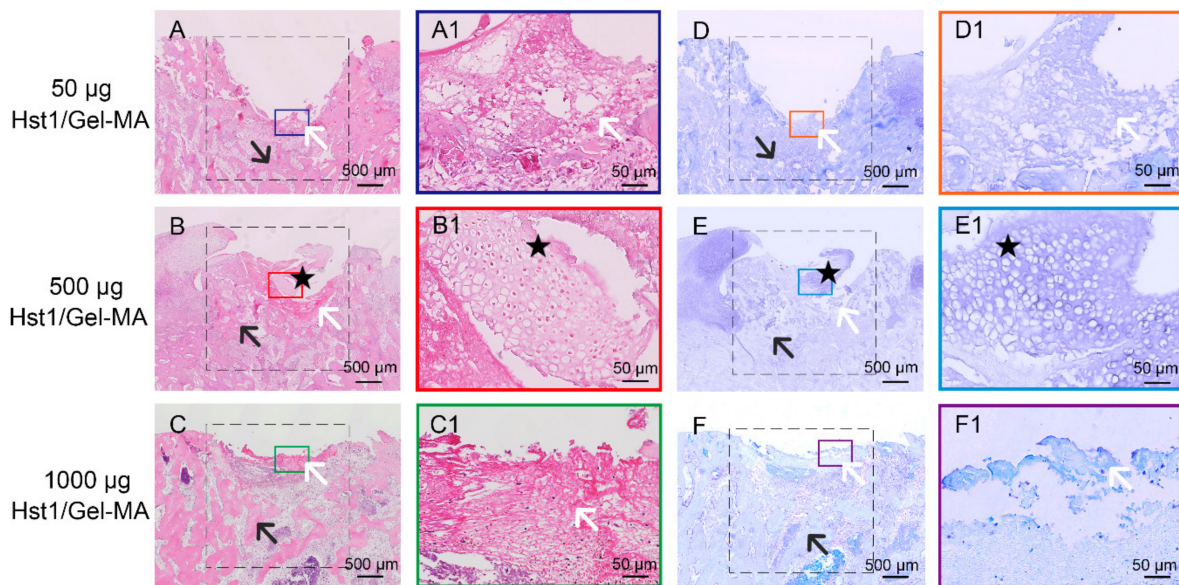 A
A1
D
D1
50 µg
Hst1/Gel-MA
500 µm
50 µm
500 µm
50 µm
B
B1
E
E1
500 µg
Hst1/Gel-MA
500 µm
50 µm
500 µm
50 µm
C
C1
F
F1
1000 µg
Hst1/Gel-MA
500 µm
50 µm
500 µm
50 µm